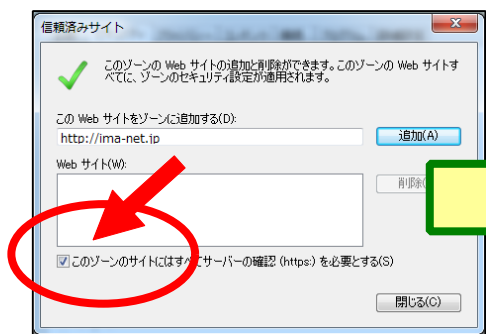 信頼済みサイト
このゾーンの Web サイトの追加と削除ができます。このゾーンの Web サイトす
べてに、ゾーンのセキュリティ設定が適用されます。
この Web サイトをゾーンに追加する(D):
http://ima-net.jp
追加(A)
Web サイト(W):
削除
このゾーンのサイトにはすべてサーバーの確認 (https:) を必要とする(S)
閉じる(C)